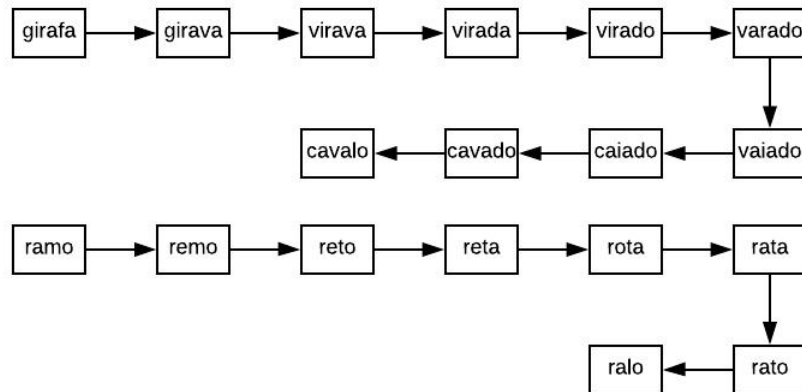 girafa girava virava virada virado varado
cavalo cavado caiado vaiado
ramo remo reto reta rota rata
ralo rato